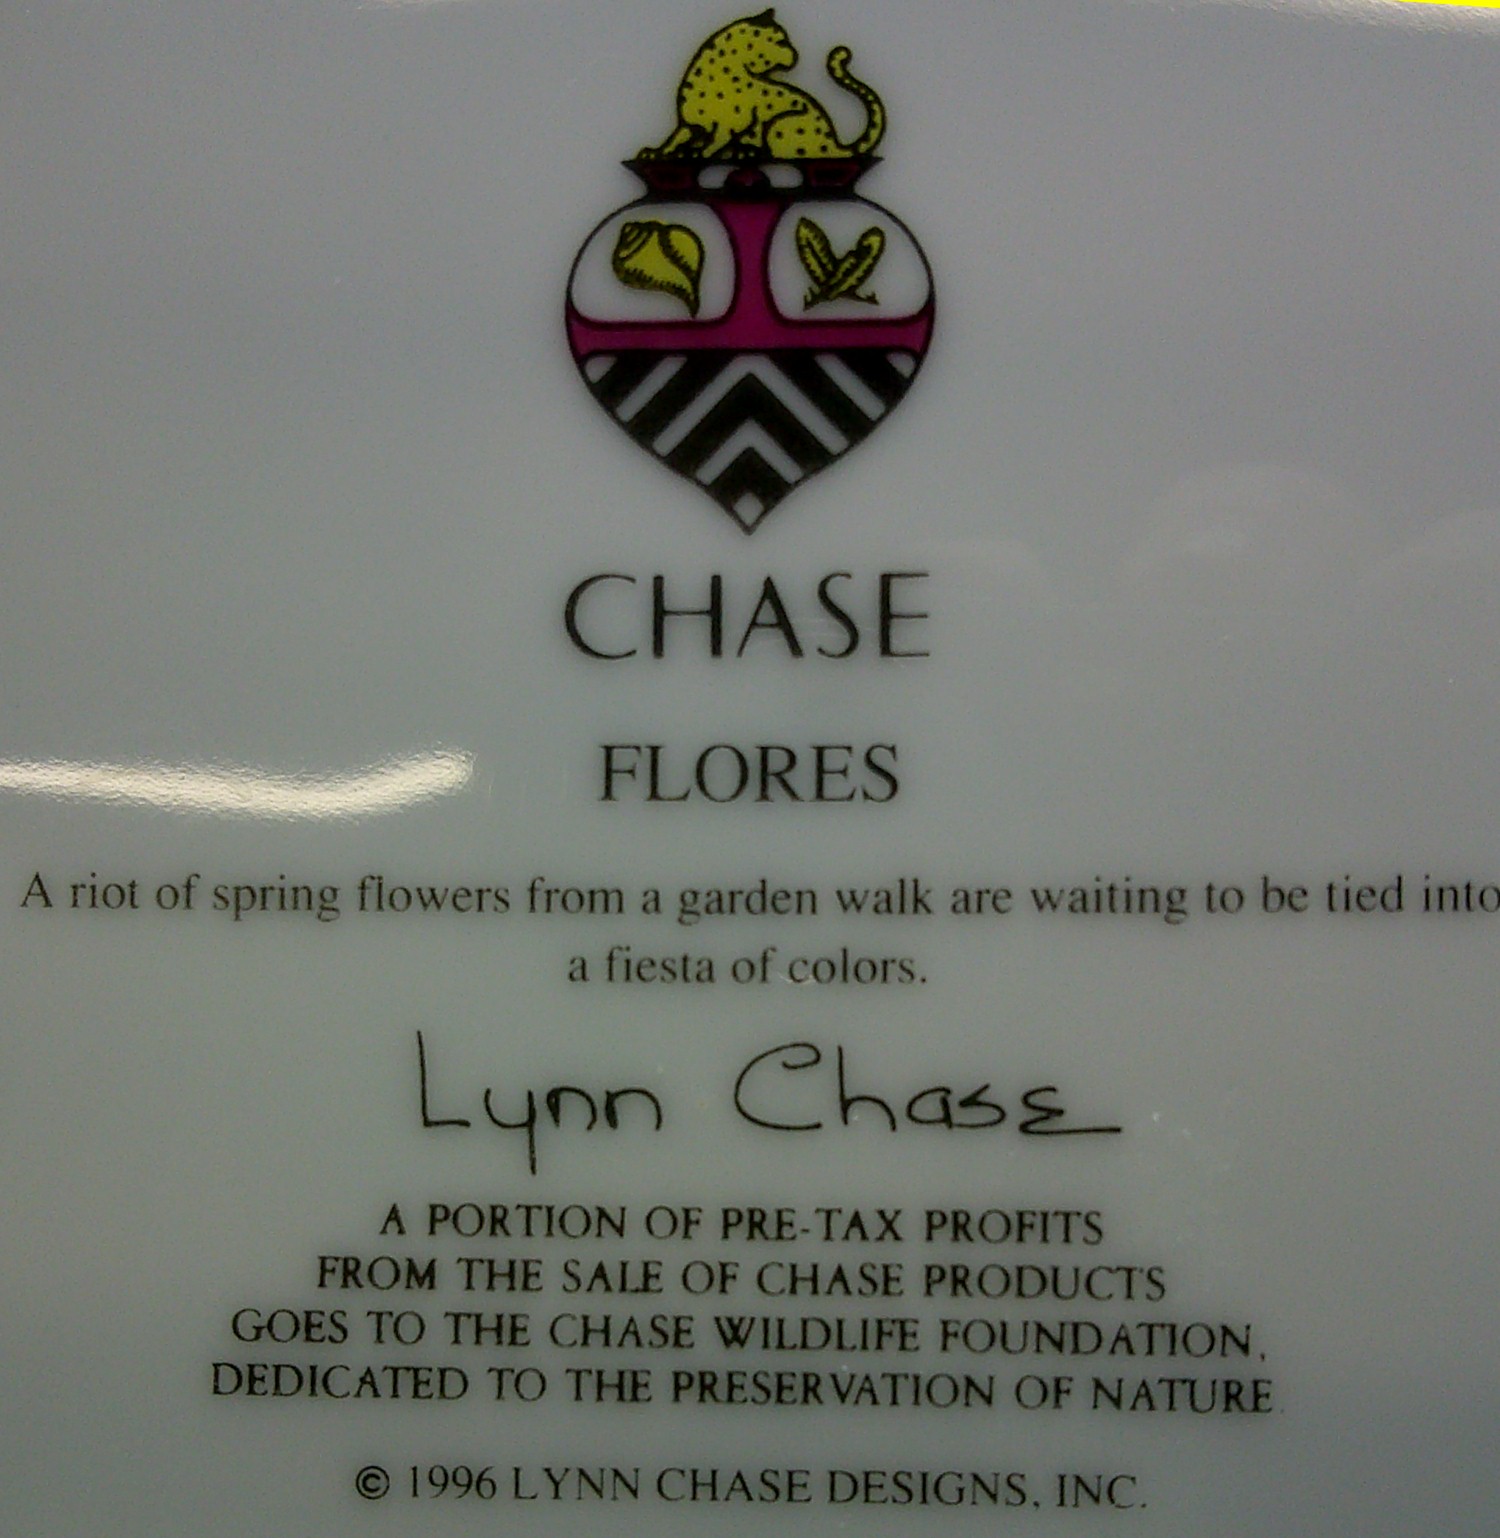 CHASE
FLORES
A riot of spring flowers from a garden walk are waiting to be tied into
a fiesta of colors.
Lynn Chase
A PORTION OF PRE-TAX PROFITS
FROM THE SALE OF CHASE PRODUCTS
GOES TO THE CHASE WILDLIFE FOUNDATION,
DEDICATED TO THE PRESERVATION OF NATURE.
© 1996 LYNN CHASE DESIGNS, INC.